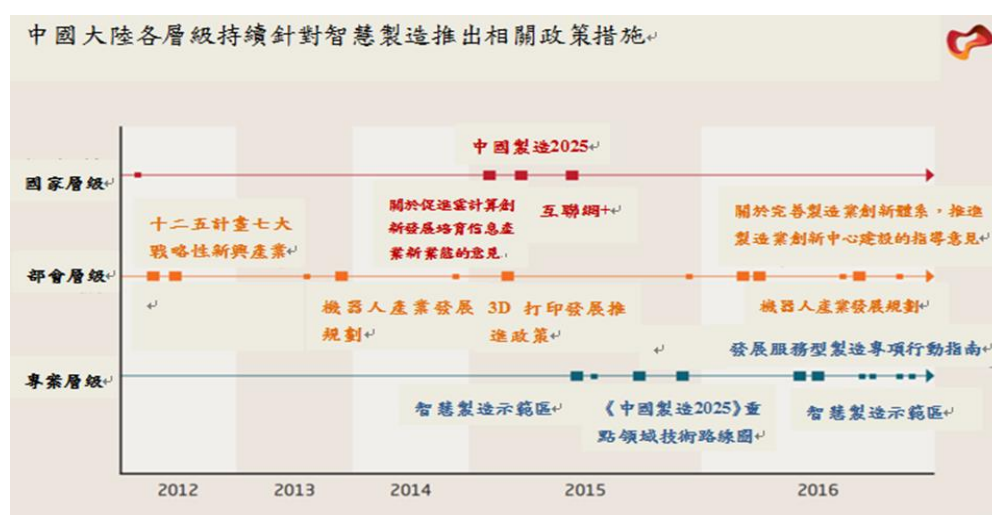 中國大陸各層級持續針對智慧製造推出相關政策措施
中國製造2025
國家層級
關於促進雲計算創
新發展培育信息產
業新業態的意見
互聯網+
十二五計畫七大
戰略性新興產業
關於完善製造業創新體系，推進
製造業創新中心建設的指導意見
部會層級
機器人產業發展
規劃
3D 打印發展推
進政策
機器人產業發展規劃
發展服務型製造專項行動指南
專案層級
智慧製造示範區
《中國製造2025》重
點領域技術路線圖
智慧製造示範區
2012
2013
2014
2015
2016